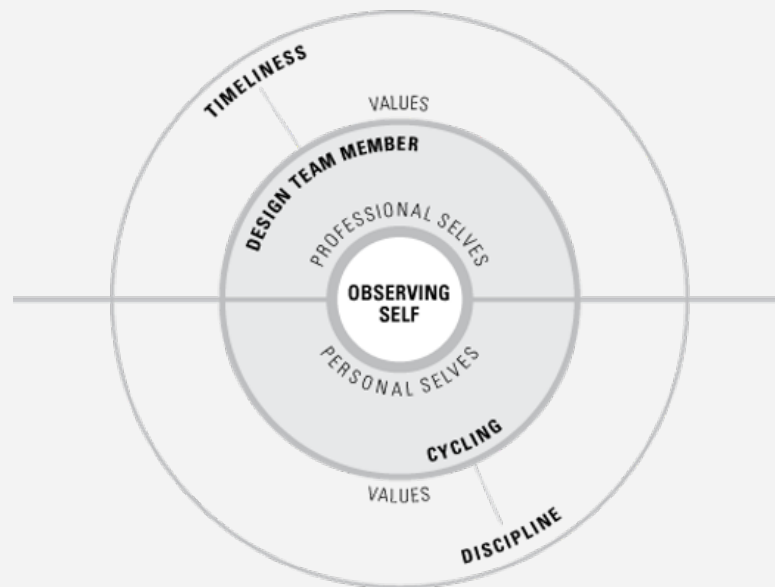 TIMELINESS
VALUES
DESIGN TEAM MEMBER
PROFESSIONAL SELVES
OBSERVING
SELF
PERSONAL SELVES
CYCLING
VALUES
DISCIPLINE